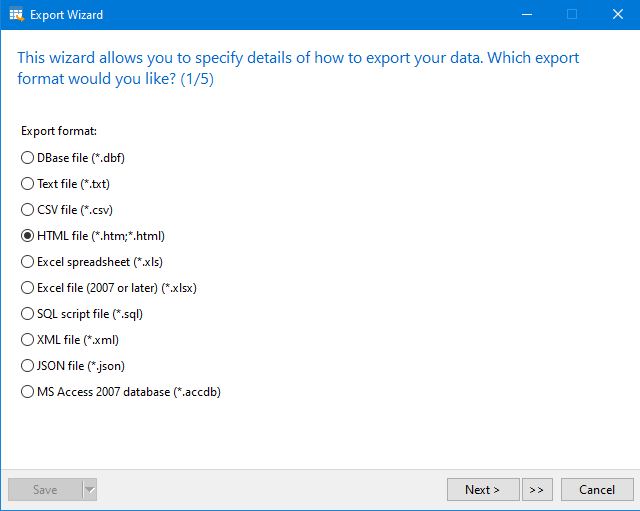 Export Wizard
This wizard allows you to specify details of how to export your data. Which export
format would you like? (1/5)
Export format:
DBase file (*.dbf)
Text file (*.txt)
CSV file (*.csv)
HTML file (*.htm;*.html)
Excel spreadsheet (*.xls)
Excel file (2007 or later) (*.xlsx)
SQL script file (*.sql)
XML file (*.xml)
JSON file (*.json)
MS Access 2007 database (*.accdb)
Save Next > >> Cancel